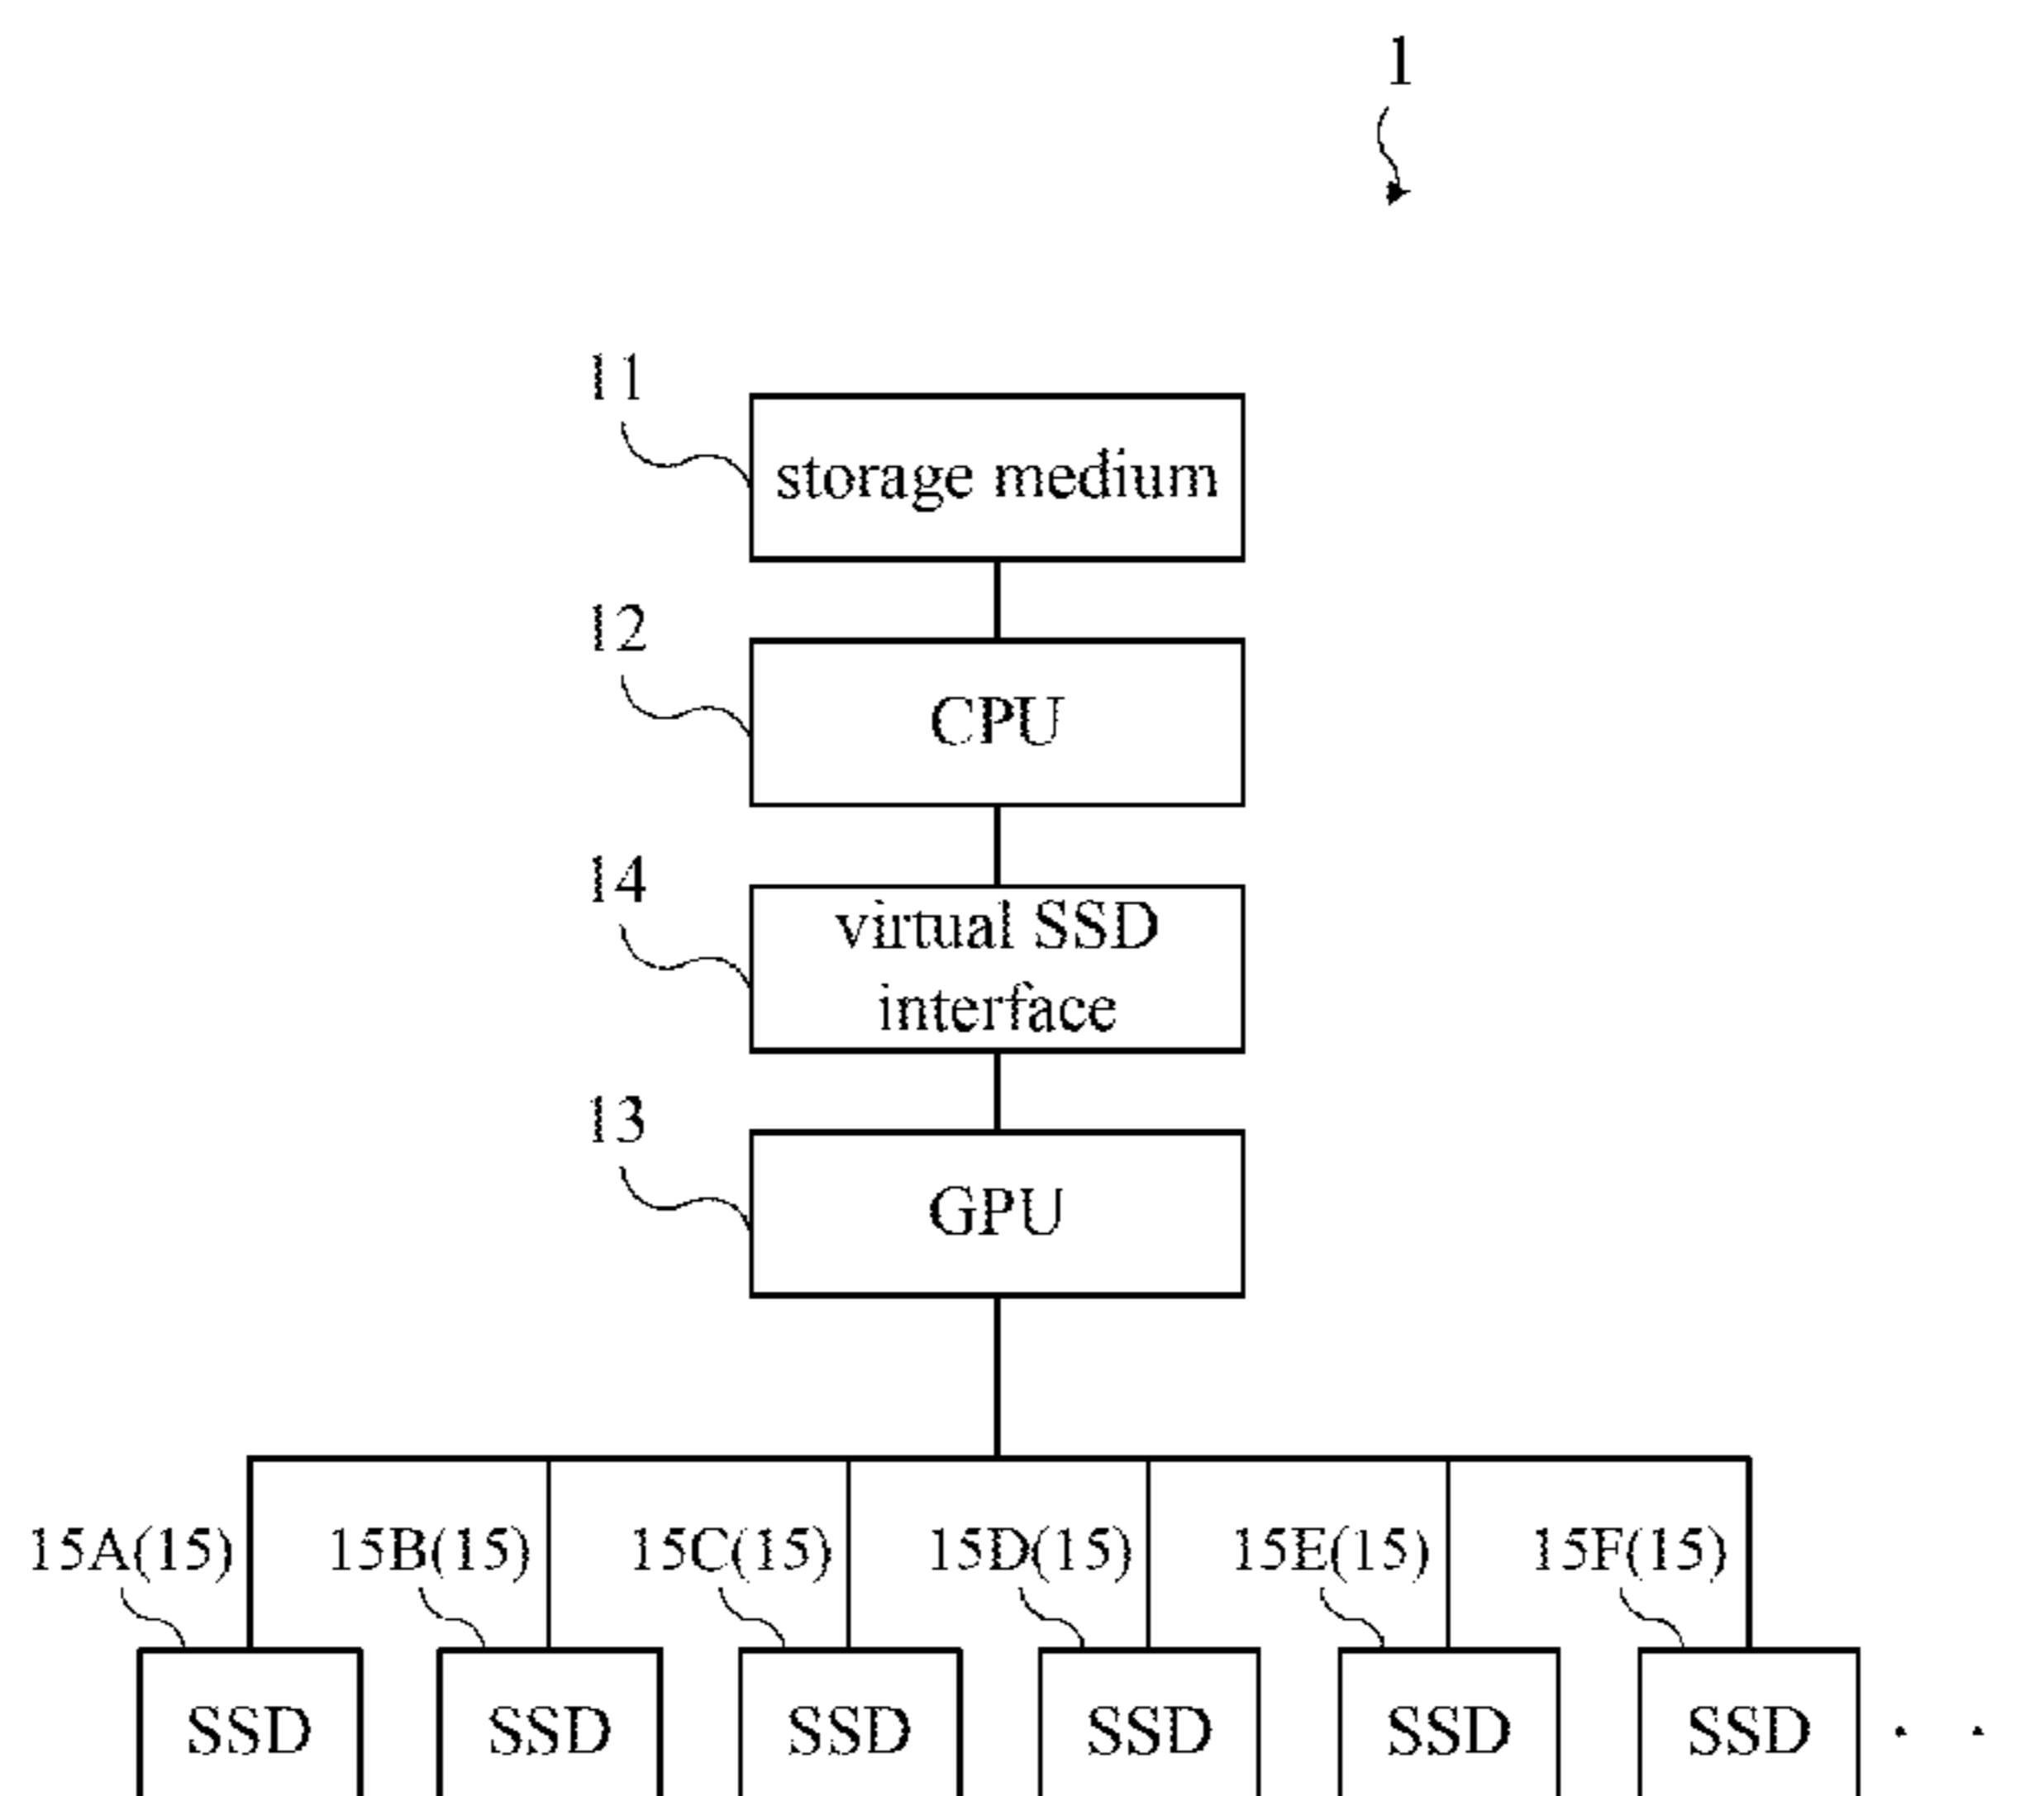 1
11
storage medium
12
CPU
14
virtual SSD
interface
13
GPU
15A(15) 15B(15) 15C(15) 15D(15) 15E(15) 15F(15)
SSD SSD SSD SSD SSD SSD . .